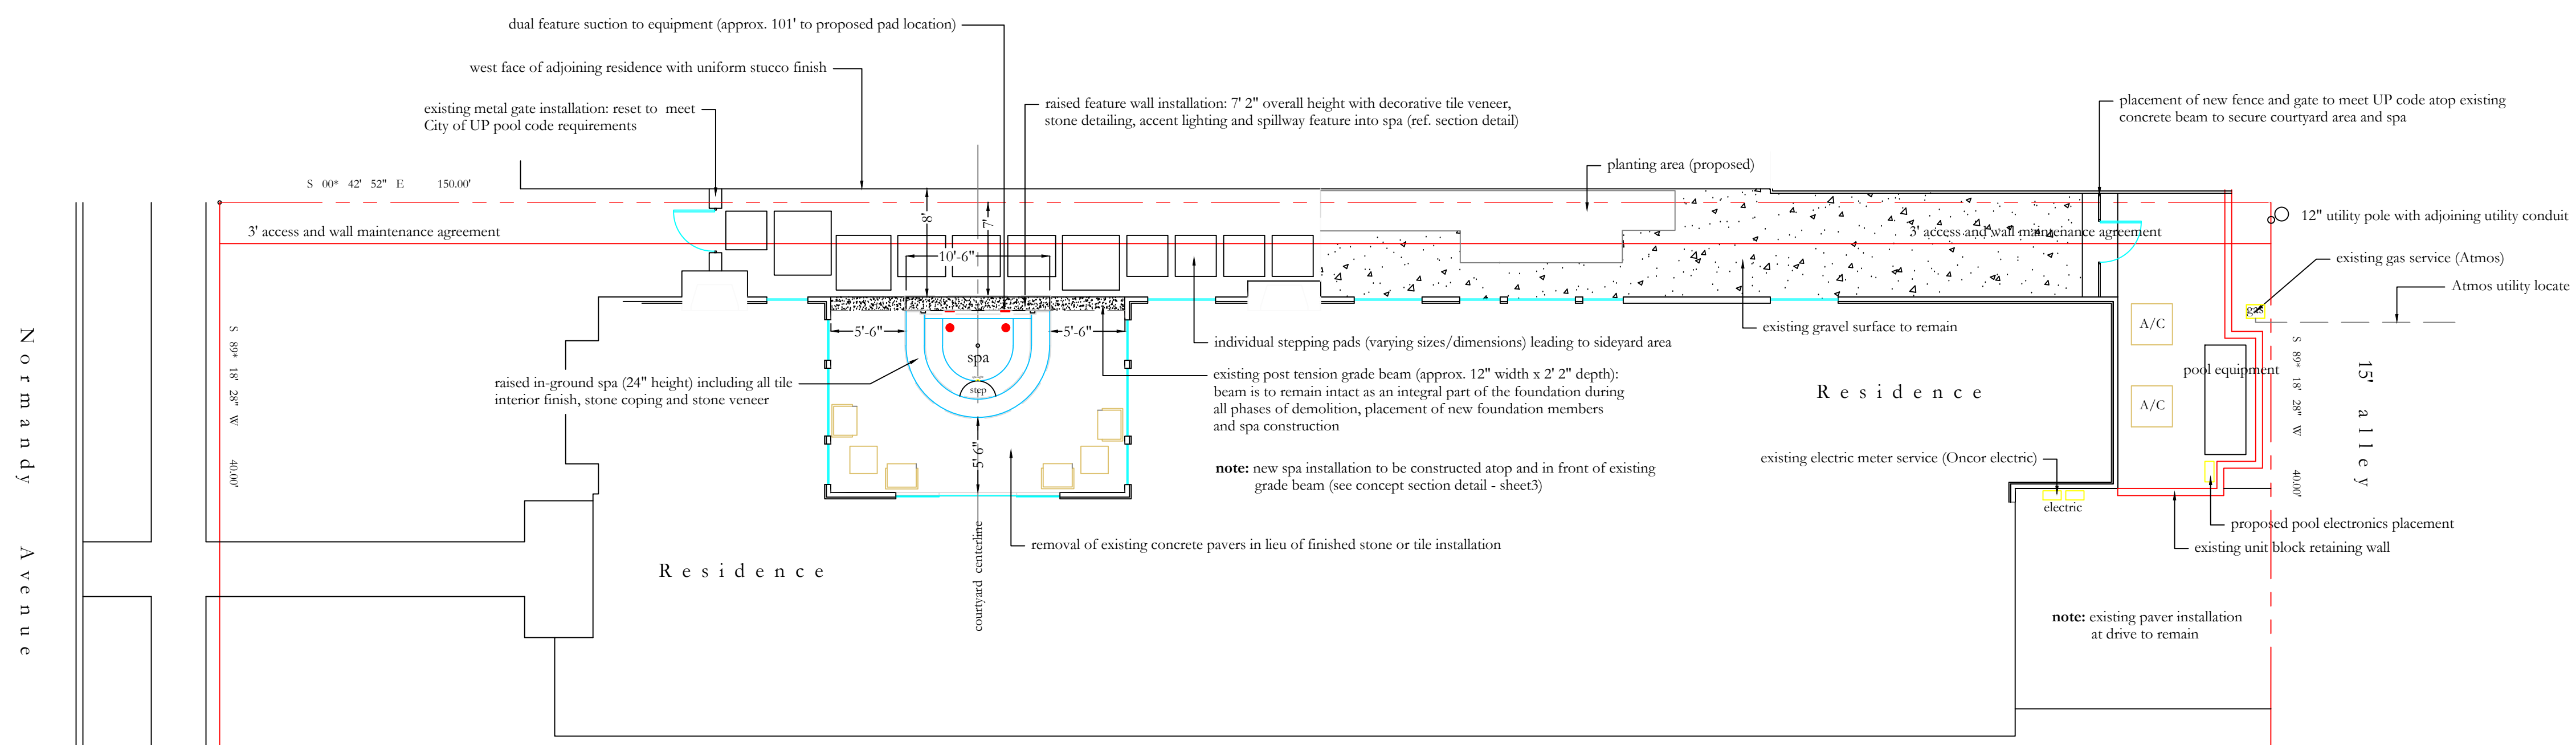 dual feature suction to equipment (approx. 101' to proposed pad location)
west face of adjoining residence with uniform stucco finish
existing metal gate installation: reset to meet
City of UP pool code requirements
raised feature wall installation: 7' 2" overall height with decorative tile veneer,
stone detailing, accent lighting and spillway feature into spa (ref. section detail)
placement of new fence and gate to meet UP code atop existing
concrete beam to secure courtyard area and spa
planting area (proposed)
S 00* 42' 52" E 150.00'
3' access and wall maintenance agreement
8'
7'
10'-6"
3' access and wall maintenance agreement
12" utility pole with adjoining utility conduit
existing gas service (Atmos)
Atmos utility locate
gas
A/C
A/C
pool equipment
5'-6"
5'-6"
spa
step
5'-6"
existing gravel surface to remain
individual stepping pads (varying sizes/dimensions) leading to sideyard area
raised in-ground spa (24" height) including all tile
interior finish, stone coping and stone veneer
existing post tension grade beam (approx. 12" width x 2' 2" depth):
beam is to remain intact as an integral part of the foundation during
all phases of demolition, placement of new foundation members
and spa construction
note: new spa installation to be constructed atop and in front of existing
grade beam (see concept section detail - sheet3)
Residence
existing electric meter service (Oncor electric)
electric
proposed pool electronics placement
existing unit block retaining wall
removal of existing concrete pavers in lieu of finished stone or tile installation
Residence
courtyard centerline
note: existing paver installation
at drive to remain
Normandy Avenue
S 89* 18' 28" W 40.00'
S 89* 18' 28" W 40.00'
15' alley